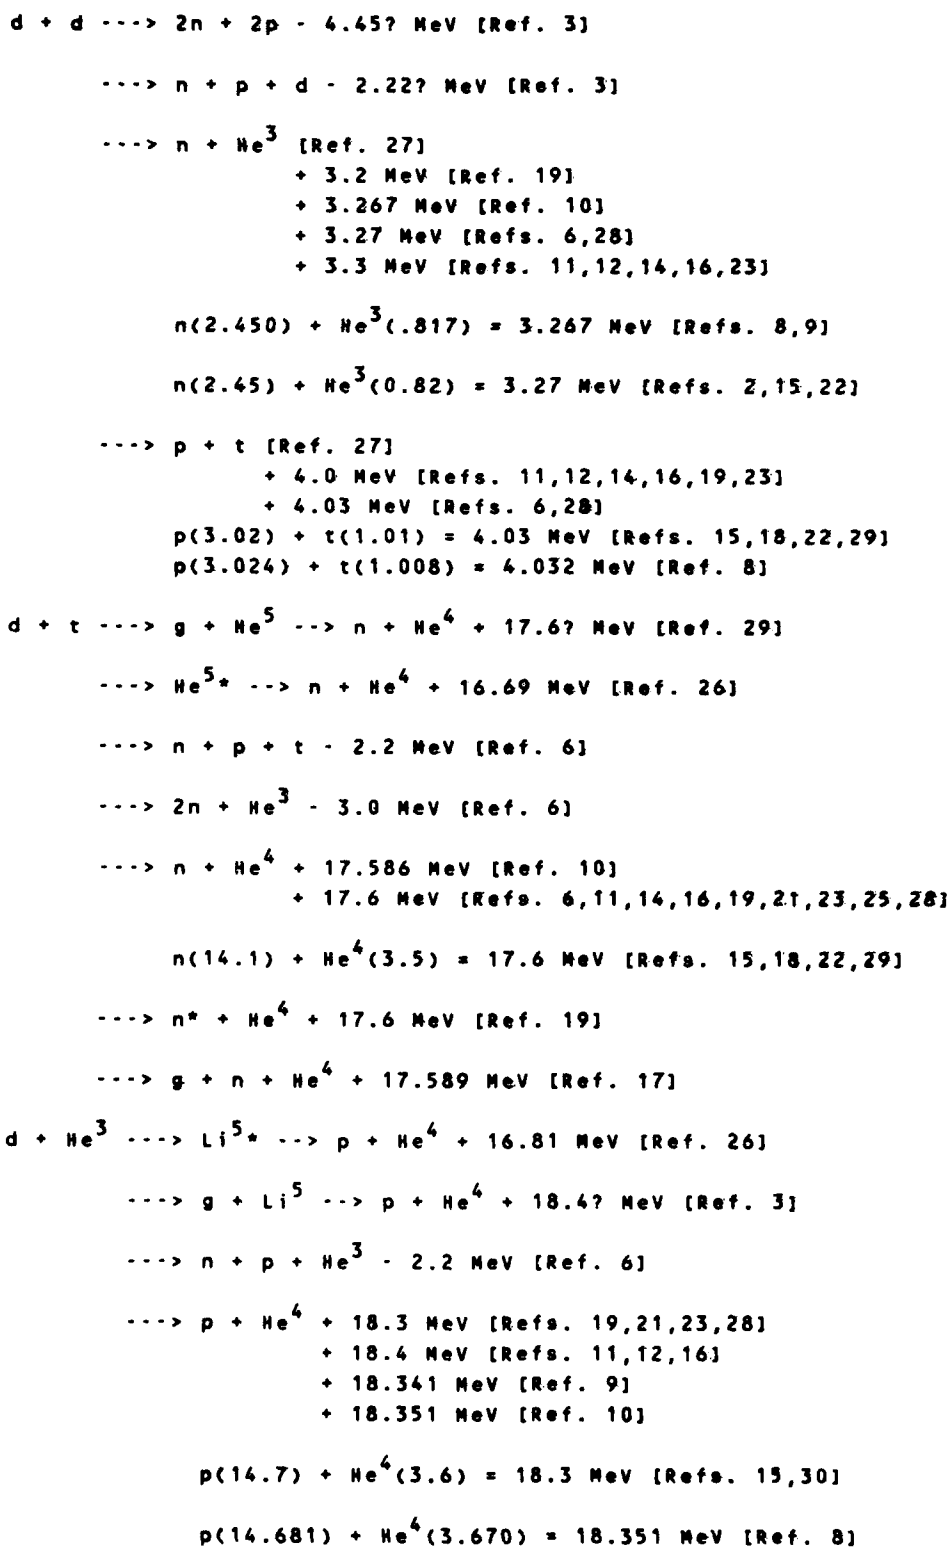 d + d ---> 2n + 2p - 4.45? MeV [Ref. 3]
---> n + p + d - 2.22? MeV [Ref. 3]
---> n + He³ [Ref. 27]
+ 3.2 MeV [Ref. 19]
+ 3.267 MeV [Ref. 10]
+ 3.27 MeV [Refs. 6,28]
+ 3.3 MeV [Refs. 11,12,14,16,23]
n(2.450) + He³(.817) = 3.267 MeV [Refs. 8,9]
n(2.45) + He³(0.82) = 3.27 MeV [Refs. 2,15,22]
---> p + t [Ref. 27]
+ 4.0 MeV [Refs. 11,12,14,16,19,23]
+ 4.03 MeV [Refs. 6,28]
p(3.02) + t(1.01) = 4.03 MeV [Refs. 15,18,22,29]
p(3.024) + t(1.008) = 4.032 MeV [Ref. 8]
d + t ---> g + He⁵ --> n + He⁴ + 17.6? MeV [Ref. 29]
---> He⁵* --> n + He⁴ + 16.69 MeV [Ref. 26]
---> n + p + t - 2.2 MeV [Ref. 6]
---> 2n + He³ - 3.0 MeV [Ref. 6]
---> n + He⁴ + 17.586 MeV [Ref. 10]
+ 17.6 MeV [Refs. 6,11,14,16,19,21,23,25,28]
n(14.1) + He⁴(3.5) = 17.6 MeV [Refs. 15,18,22,29]
---> n* + He⁴ + 17.6 MeV [Ref. 19]
---> g + n + He⁴ + 17.589 MeV [Ref. 17]
d + He³ ---> Li⁵* --> p + He⁴ + 16.81 MeV [Ref. 26]
---> g + Li⁵ --> p + He⁴ + 18.4? MeV [Ref. 3]
---> n + p + He³ - 2.2 MeV [Ref. 6]
---> p + He⁴ + 18.3 MeV [Refs. 19,21,23,28]
+ 18.4 MeV [Refs. 11,12,16]
+ 18.341 MeV [Ref. 9]
+ 18.351 MeV [Ref. 10]
p(14.7) + He⁴(3.6) = 18.3 MeV [Refs. 15,30]
p(14.681) + He⁴(3.670) = 18.351 MeV [Ref. 8]